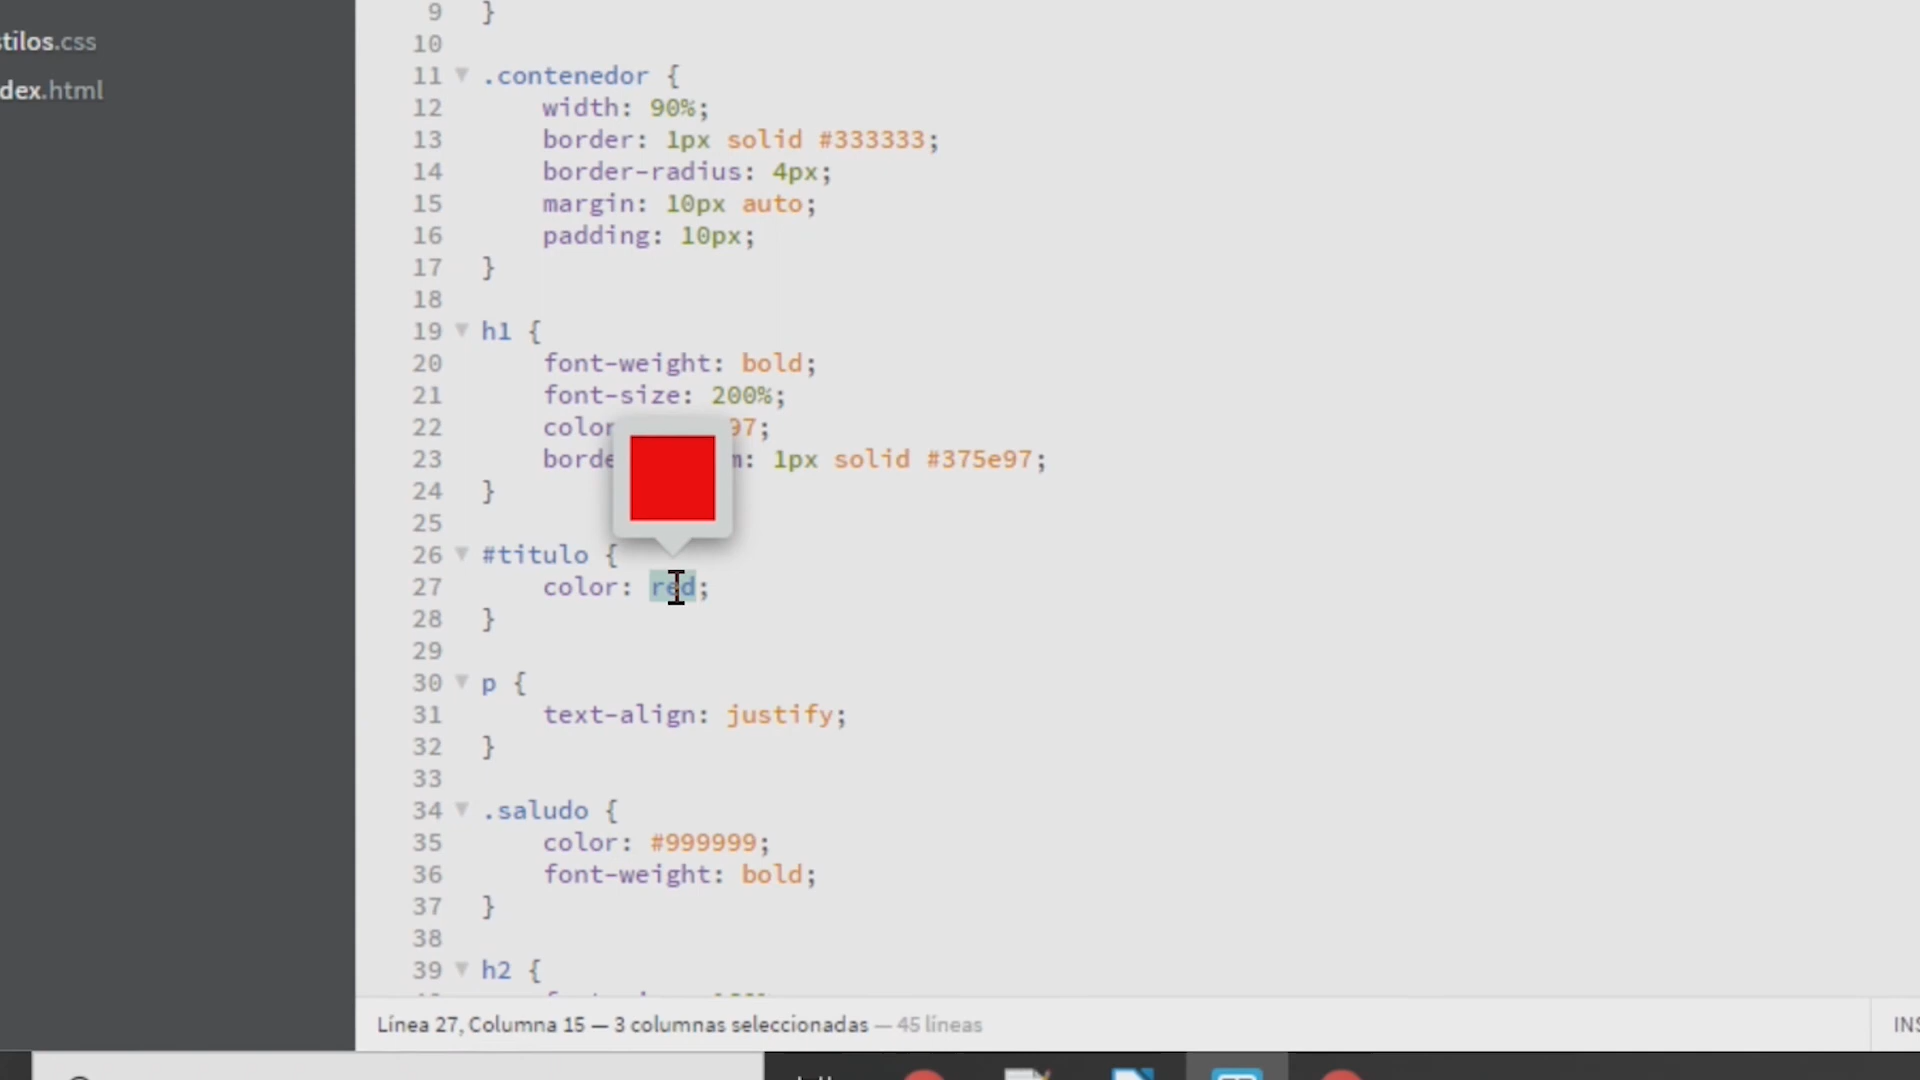 tilos.css
dex.html
9 }
10
11 .contenedor {
12 width: 90%;
13 border: 1px solid #333333;
14 border-radius: 4px;
15 margin: 10px auto;
16 padding: 10px;
17 }
18
19 h1 {
20 font-weight: bold;
21 font-size: 200%;
22 color 97;
23 borde m: 1px solid #375e97;
24 }
25
26 #titulo {
27 color: red;
28 }
29
30 p {
31 text-align: justify;
32 }
33
34 .saludo {
35 color: #999999;
36 font-weight: bold;
37 }
38
39 h2 {
Línea 27, Columna 15 — 3 columnas seleccionadas — 45 líneas
INS